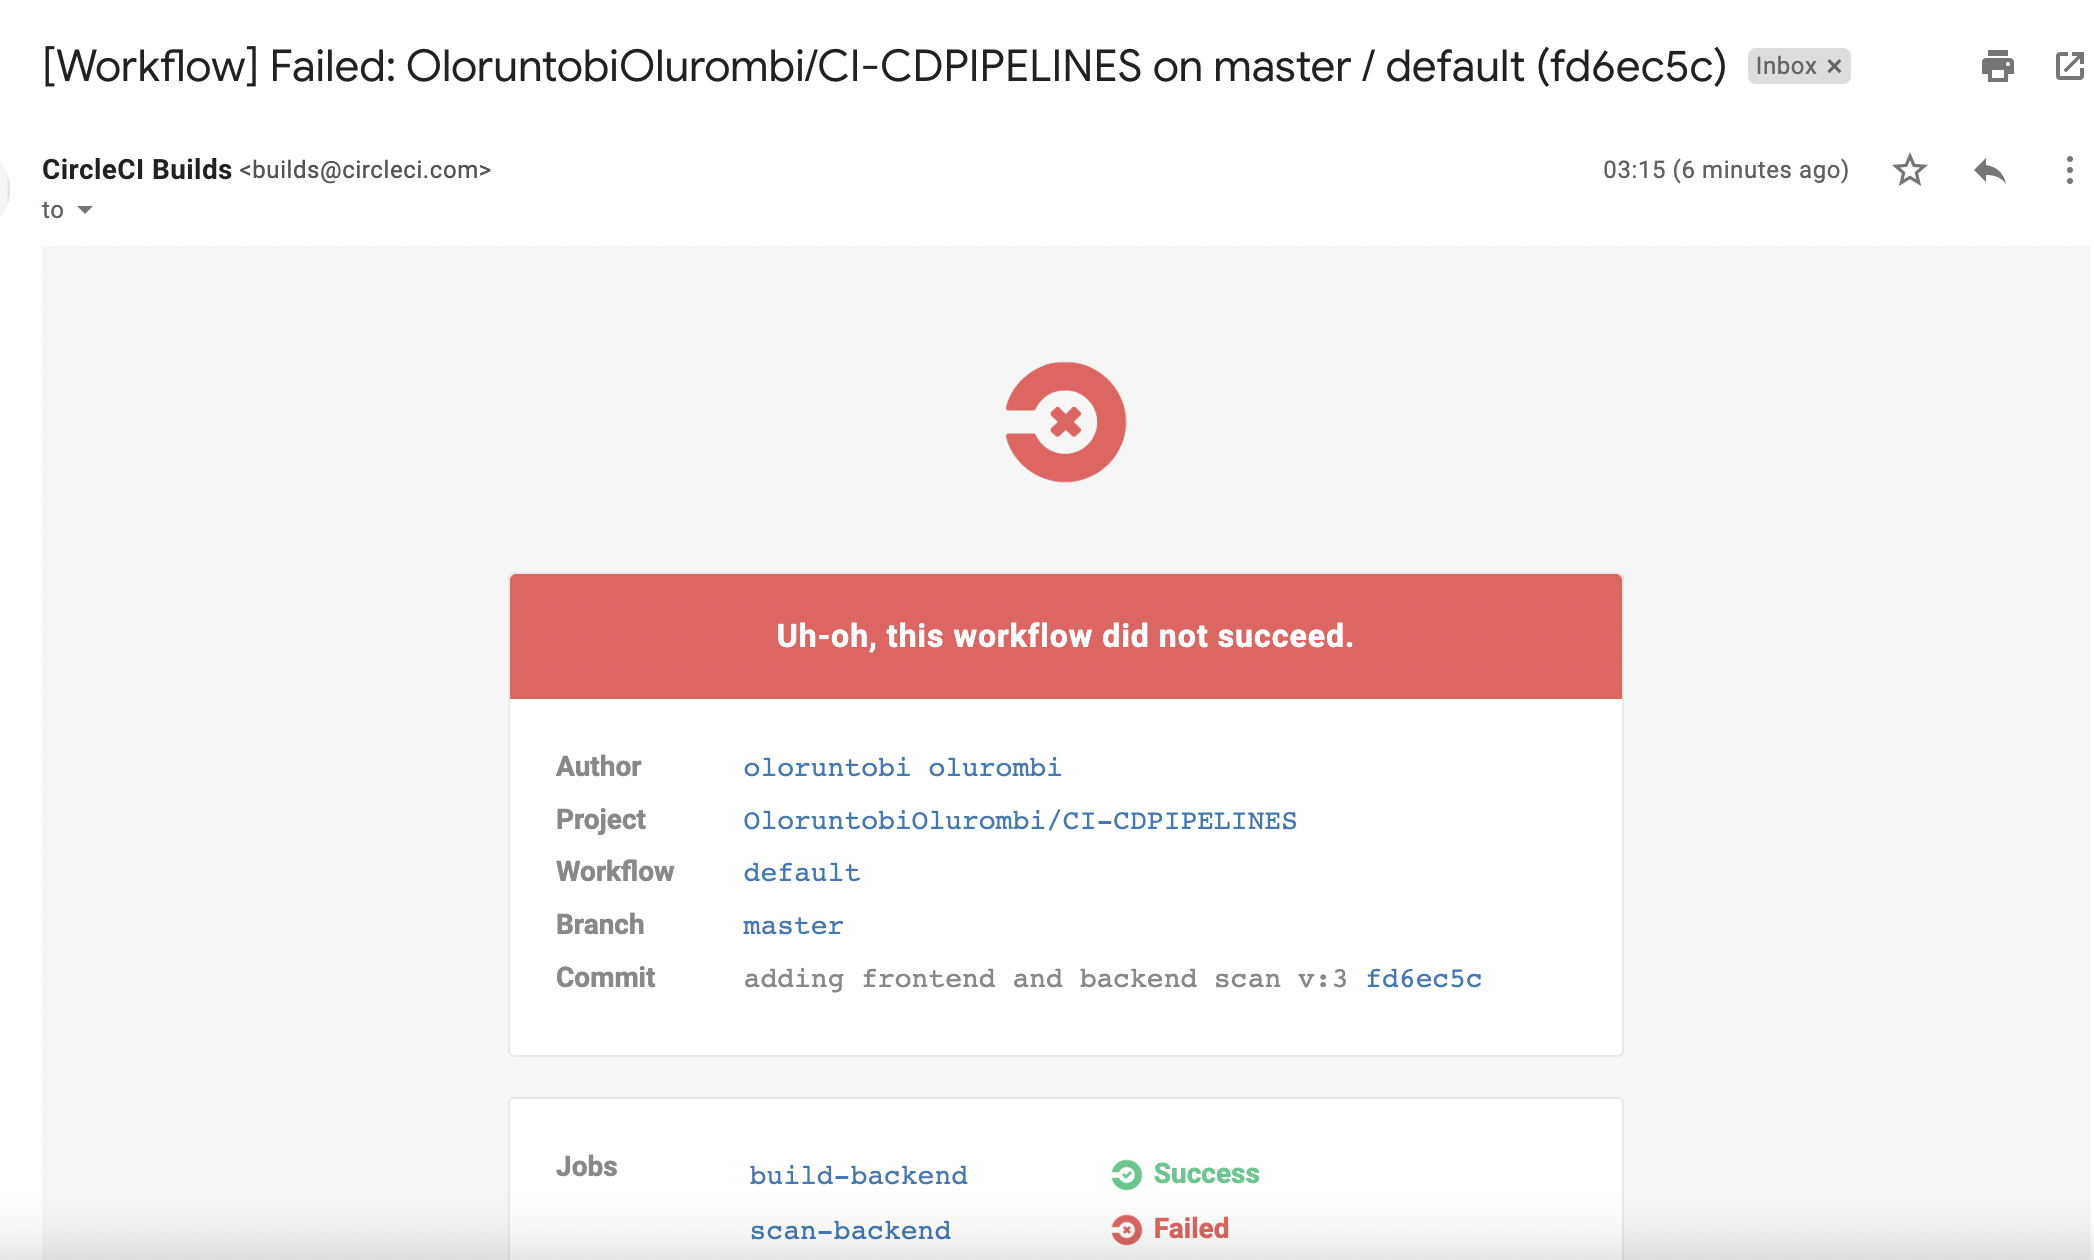 [Workflow] Failed: OloruntobiOlurombi/CI-CDPIPELINES on master / default (fd6ec5c) Inbox ×
CircleCI Builds <builds@circleci.com> 03:15 (6 minutes ago)
to
Uh-oh, this workflow did not succeed.
Author oloruntobi olurombi
Project OloruntobiOlurombi/CI-CDPIPELINES
Workflow default
Branch master
Commit adding frontend and backend scan v:3 fd6ec5c
Jobs build-backend Success
scan-backend Failed